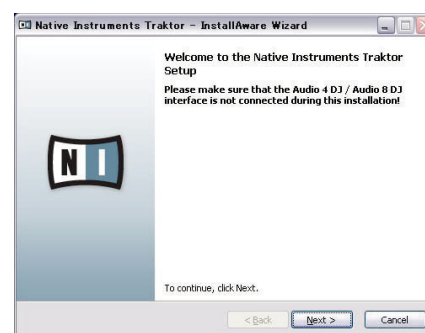 Native Instruments Traktor - InstallAware Wizard
Welcome to the Native Instruments Traktor
Setup
Please make sure that the Audio 4 DJ / Audio 8 DJ
interface is not connected during this installation!
N I
To continue, click Next.
< Back Next > Cancel